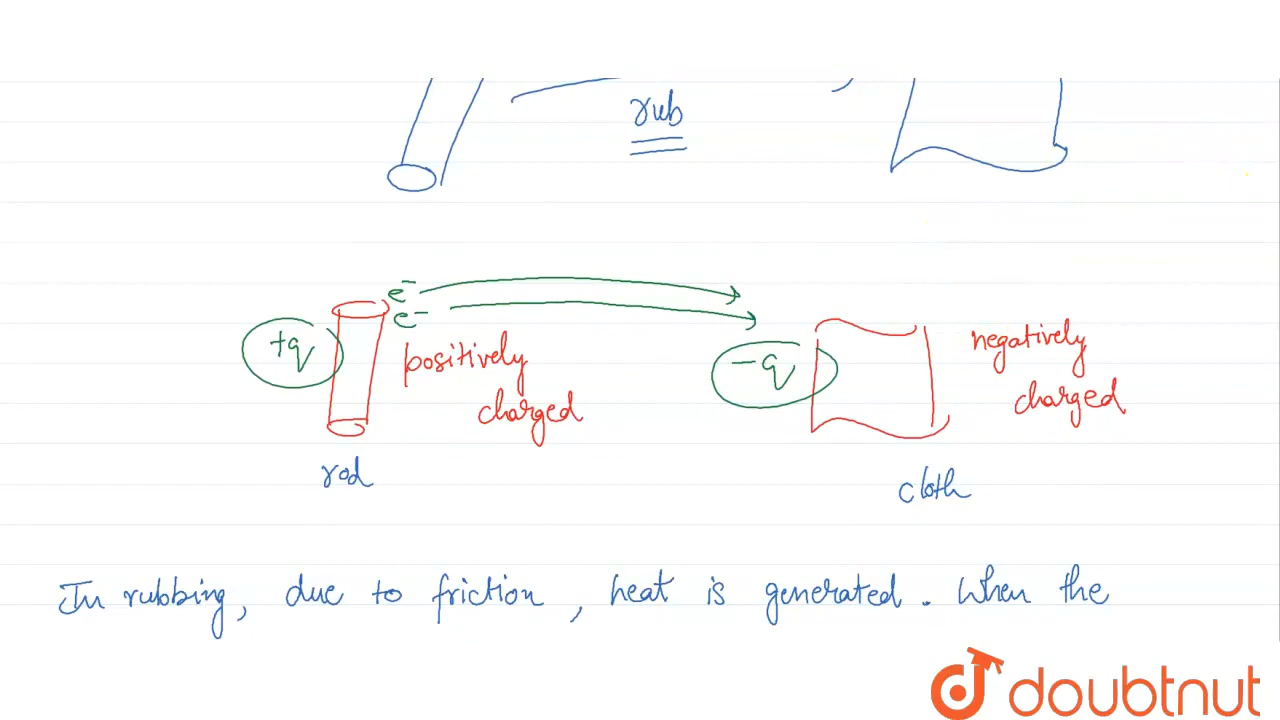 rub
e⁻
e⁻
+q
positively
charged
-q
negatively
charged
rod
cloth
In rubbing, due to friction, heat is generated. When the
doubtnut